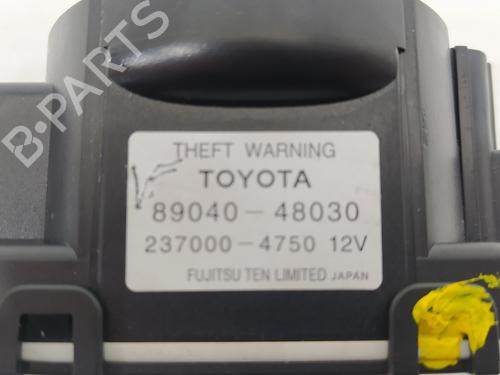 B-PARTS
THEFT WARNING
TOYOTA
89040-48030
237000-4750 12V
FUJITSU TEN LIMITED JAPAN